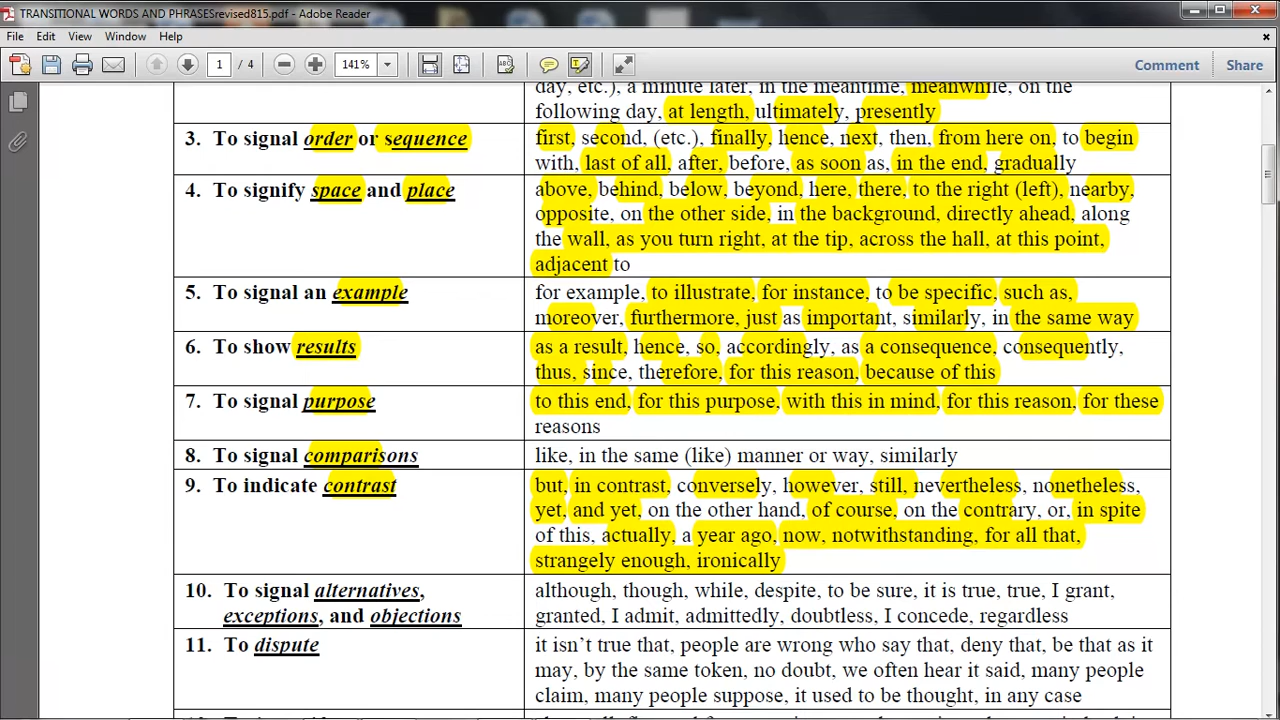 TRANSITIONAL WORDS AND PHRASESrevised815.pdf - Adobe Reader
File Edit View Window Help
1 / 4 141% Comment Share
day, etc.), a minute later, in the meantime, meanwhile, on the
following day, at length, ultimately, presently
3. To signal order or sequence
first, second, (etc.), finally, hence, next, then, from here on, to begin
with, last of all, after, before, as soon as, in the end, gradually
4. To signify space and place
above, behind, below, beyond, here, there, to the right (left), nearby,
opposite, on the other side, in the background, directly ahead, along
the wall, as you turn right, at the tip, across the hall, at this point,
adjacent to
5. To signal an example
for example, to illustrate, for instance, to be specific, such as,
moreover, furthermore, just as important, similarly, in the same way
6. To show results
as a result, hence, so, accordingly, as a consequence, consequently,
thus, since, therefore, for this reason, because of this
7. To signal purpose
to this end, for this purpose, with this in mind, for this reason, for these
reasons
8. To signal comparisons
like, in the same (like) manner or way, similarly
9. To indicate contrast
but, in contrast, conversely, however, still, nevertheless, nonetheless,
yet, and yet, on the other hand, of course, on the contrary, or, in spite
of this, actually, a year ago, now, notwithstanding, for all that,
strangely enough, ironically
10. To signal alternatives,
exceptions, and objections
although, though, while, despite, to be sure, it is true, true, I grant,
granted, I admit, admittedly, doubtless, I concede, regardless
11. To dispute
it isn't true that, people are wrong who say that, deny that, be that as it
may, by the same token, no doubt, we often hear it said, many people
claim, many people suppose, it used to be thought, in any case